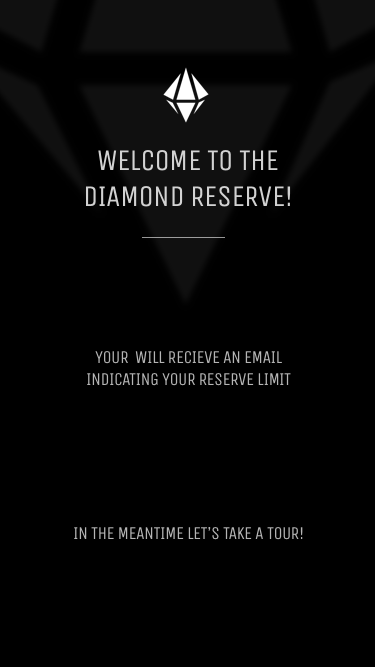 WELCOME TO THE
DIAMOND RESERVE!
YOUR WILL RECIEVE AN EMAIL
INDICATING YOUR RESERVE LIMIT
IN THE MEANTIME LET'S TAKE A TOUR!